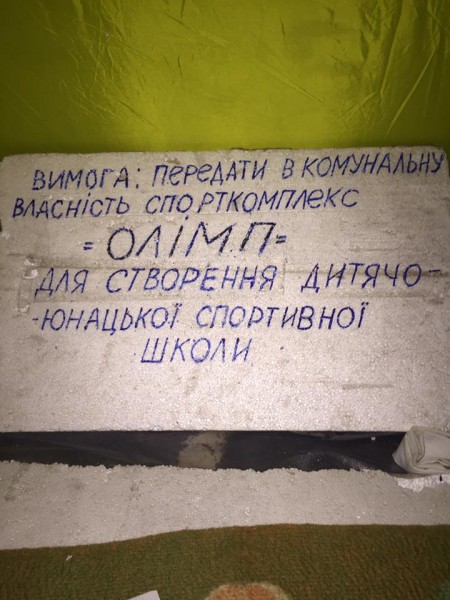 ВИМОГА: ПЕРЕДАТИ В КОМУНАЛЬНУ
ВЛАСНІСТЬ СПОРТКОМПЛЕКС
= ОЛІМП =
ДЛЯ СТВОРЕННЯ ДИТЯЧО-
-ЮНАЦЬКОЇ СПОРТИВНОЇ
ШКОЛИ